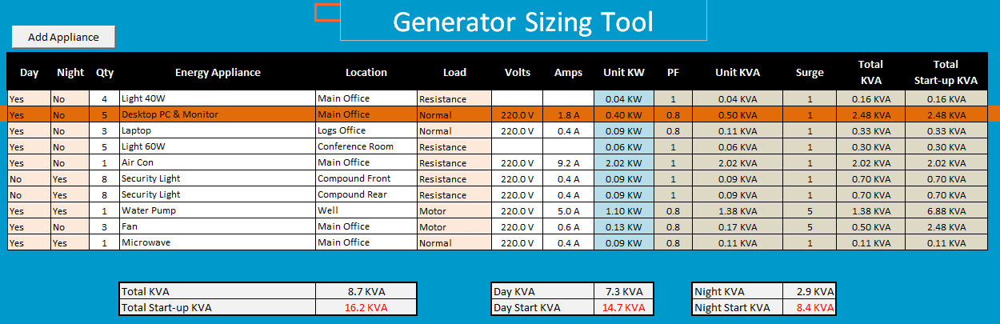 Generator Sizing Tool
Add Appliance
Day Night Qty Energy Appliance Location Load Volts Amps Unit KW PF Unit KVA Surge Total KVA Total Start-up KVA
Yes No 4 Light 40W Main Office Resistance 0.04 KW 1 0.04 KVA 1 0.16 KVA 0.16 KVA
Yes No 5 Desktop PC & Monitor Main Office Normal 220.0 V 1.8 A 0.40 KW 0.8 0.50 KVA 1 2.48 KVA 2.48 KVA
Yes No 3 Laptop Logs Office Normal 220.0 V 0.4 A 0.09 KW 0.8 0.11 KVA 1 0.33 KVA 0.33 KVA
Yes No 5 Light 60W Conference Room Resistance 0.06 KW 1 0.06 KVA 1 0.30 KVA 0.30 KVA
Yes No 1 Air Con Main Office Resistance 220.0 V 9.2 A 2.02 KW 1 2.02 KVA 1 2.02 KVA 2.02 KVA
No Yes 8 Security Light Compound Front Resistance 220.0 V 0.4 A 0.09 KW 1 0.09 KVA 1 0.70 KVA 0.70 KVA
No Yes 8 Security Light Compound Rear Resistance 220.0 V 0.4 A 0.09 KW 1 0.09 KVA 1 0.70 KVA 0.70 KVA
Yes Yes 1 Water Pump Well Motor 220.0 V 5.0 A 1.10 KW 0.8 1.38 KVA 5 1.38 KVA 6.88 KVA
Yes No 3 Fan Main Office Motor 220.0 V 0.6 A 0.13 KW 0.8 0.17 KVA 5 0.50 KVA 2.48 KVA
Yes Yes 1 Microwave Main Office Normal 220.0 V 0.4 A 0.09 KW 0.8 0.11 KVA 1 0.11 KVA 0.11 KVA
Total KVA 8.7 KVA Day KVA 7.3 KVA Night KVA 2.9 KVA
Total Start-up KVA 16.2 KVA Day Start KVA 14.7 KVA Night Start KVA 8.4 KVA